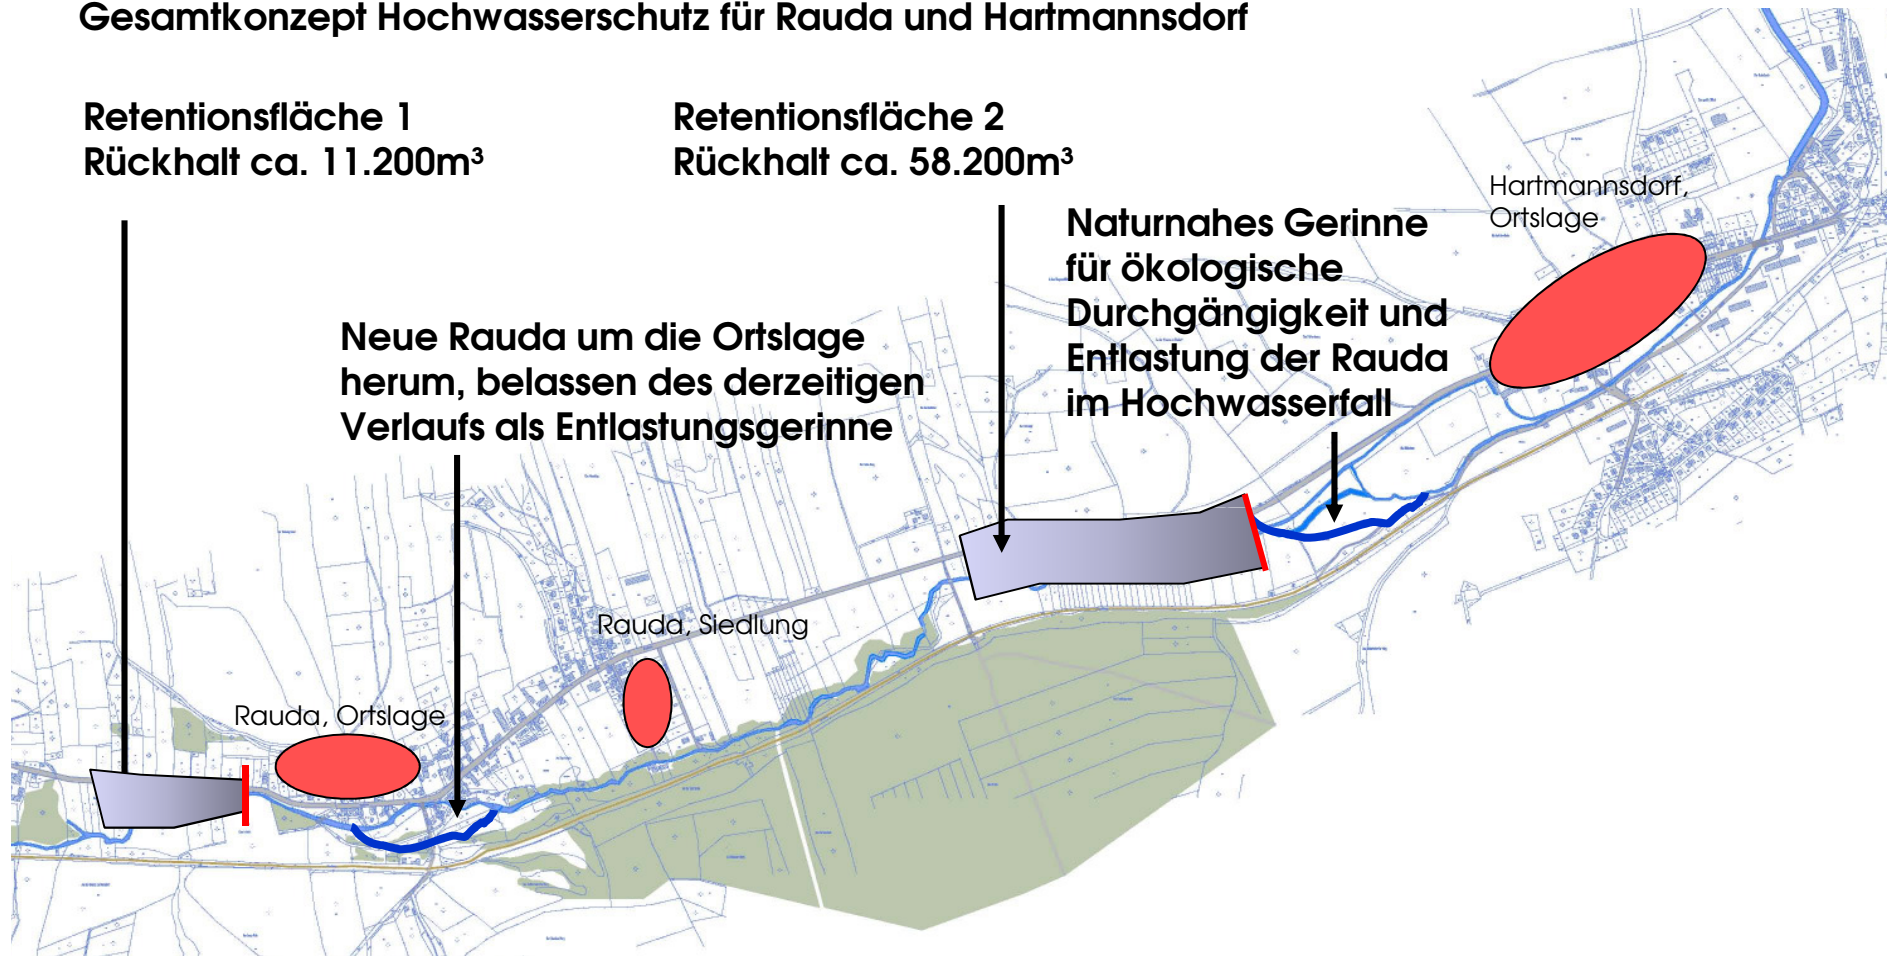 Gesamtkonzept Hochwasserschutz für Rauda und Hartmannsdorf
Retentionsfläche 1
Rückhalt ca. 11.200m³
Retentionsfläche 2
Rückhalt ca. 58.200m³
Hartmannsdorf,
Ortslage
Naturnahes Gerinne
für ökologische
Durchgängigkeit und
Entlastung der Rauda
im Hochwasserfall
Neue Rauda um die Ortslage
herum, belassen des derzeitigen
Verlaufs als Entlastungsgerinne
Rauda, Siedlung
Rauda, Ortslage